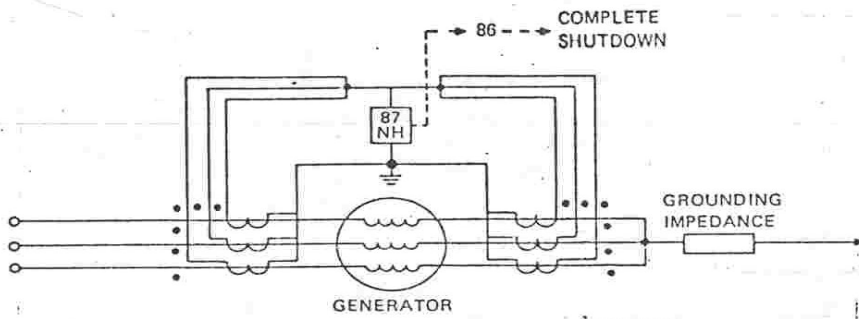 86 COMPLETE
SHUTDOWN
87
NH
GROUNDING
IMPEDANCE
GENERATOR